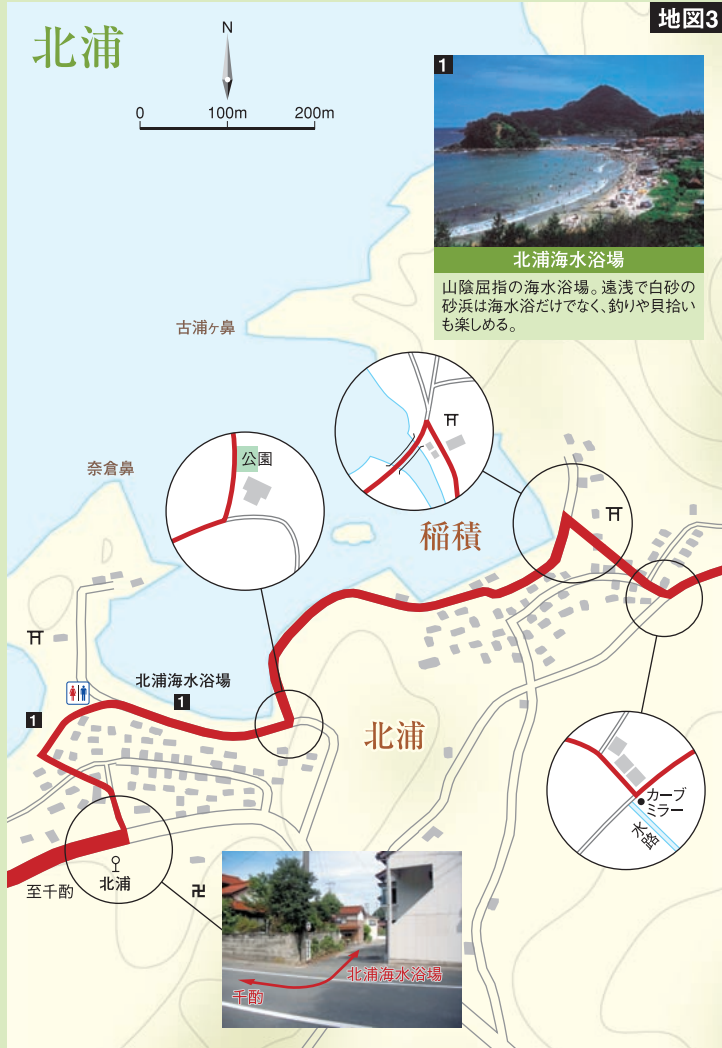 地図3
北浦
N
0 100m 200m
1
北浦海水浴場
山陰屈指の海水浴場。遠浅で白砂の
砂浜は海水浴だけでなく、釣りや貝拾い
も楽しめる。
古浦ヶ鼻
奈倉鼻
公園
稲積
北浦海水浴場
1
1
北浦
カーブ
ミラー
水路
北浦
至千酌
北浦海水浴場
千酌